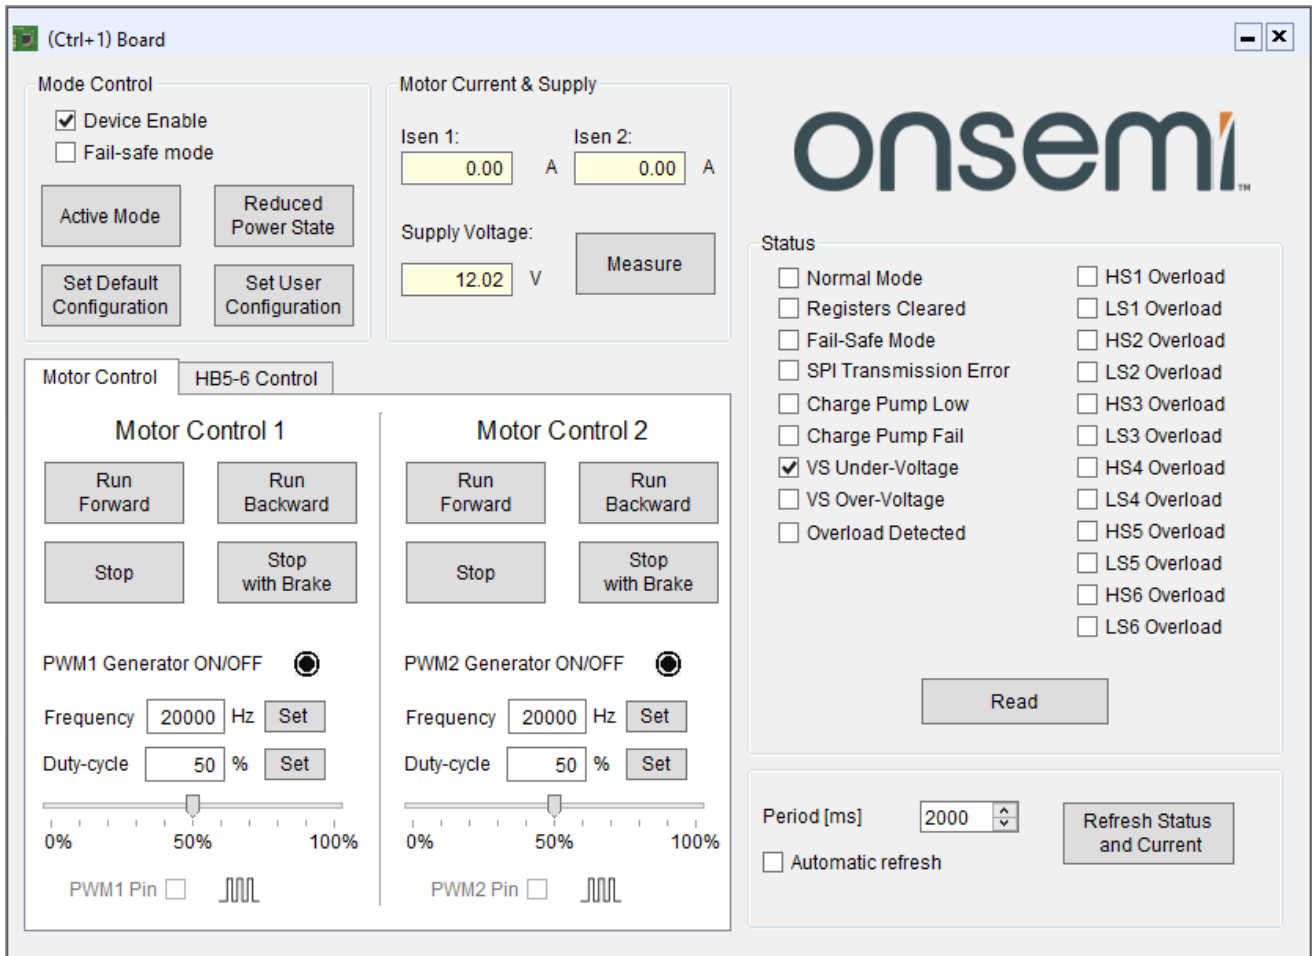 (Ctrl+1) Board
Mode Control
Device Enable
Fail-safe mode
Active Mode
Reduced
Power State
Set Default
Configuration
Set User
Configuration
Motor Current & Supply
Isen 1:
0.00 A
Isen 2:
0.00 A
Supply Voltage:
12.02 V
Measure
onsemi™
Motor Control
HB5-6 Control
Motor Control 1
Run
Forward
Run
Backward
Stop
Stop
with Brake
PWM1 Generator ON/OFF
Frequency 20000 Hz Set
Duty-cycle 50 % Set
0% 50% 100%
PWM1 Pin
Motor Control 2
Run
Forward
Run
Backward
Stop
Stop
with Brake
PWM2 Generator ON/OFF
Frequency 20000 Hz Set
Duty-cycle 50 % Set
0% 50% 100%
PWM2 Pin
Status
Normal Mode
Registers Cleared
Fail-Safe Mode
SPI Transmission Error
Charge Pump Low
Charge Pump Fail
VS Under-Voltage
VS Over-Voltage
Overload Detected
HS1 Overload
LS1 Overload
HS2 Overload
LS2 Overload
HS3 Overload
LS3 Overload
HS4 Overload
LS4 Overload
HS5 Overload
LS5 Overload
HS6 Overload
LS6 Overload
Read
Period [ms] 2000
Automatic refresh
Refresh Status
and Current